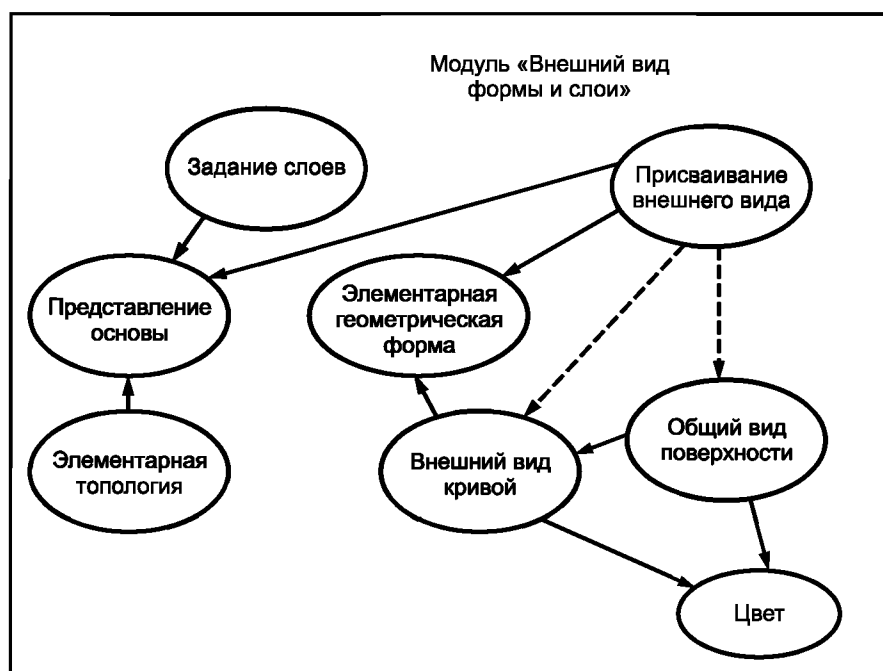 Модуль «Внешний вид
формы и слои»
Задание слоев
Присваивание
внешнего вида
Представление
основы
Элементарная
геометрическая
форма
Элементарная
топология
Внешний вид
кривой
Общий вид
поверхности
Цвет